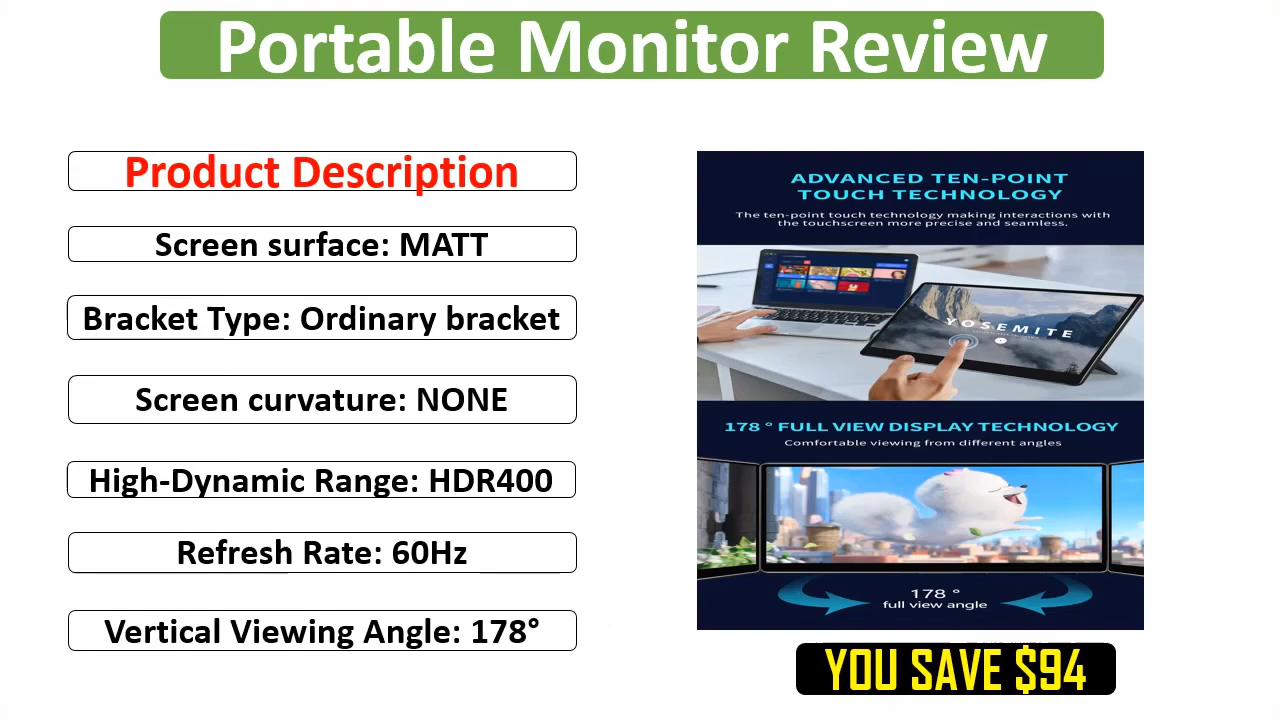 Portable Monitor Review
Product Description
Screen surface: MATT
Bracket Type: Ordinary bracket
Screen curvature: NONE
High-Dynamic Range: HDR400
Refresh Rate: 60Hz
Vertical Viewing Angle: 178°
ADVANCED TEN-POINT
TOUCH TECHNOLOGY
The ten-point touch technology making interactions with
the touchscreen more precise and seamless.
YOSEMITE
178 ° FULL VIEW DISPLAY TECHNOLOGY
Comfortable viewing from different angles
178 °
full view angle
YOU SAVE $94